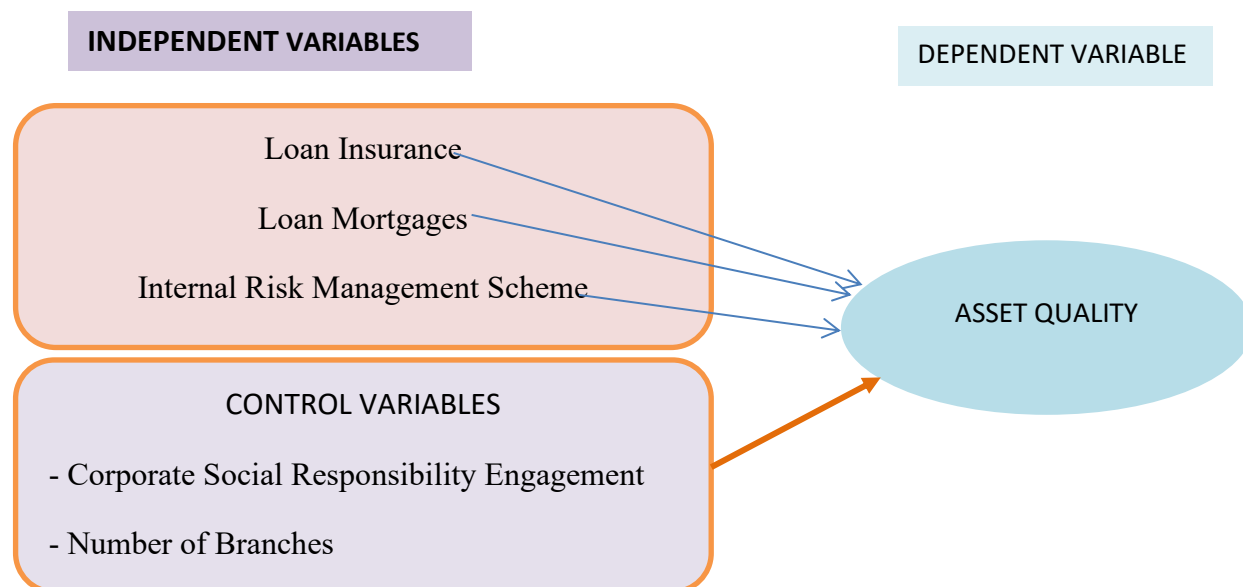 INDEPENDENT VARIABLES
DEPENDENT VARIABLE
Loan Insurance
Loan Mortgages
Internal Risk Management Scheme
ASSET QUALITY
CONTROL VARIABLES
- Corporate Social Responsibility Engagement
- Number of Branches